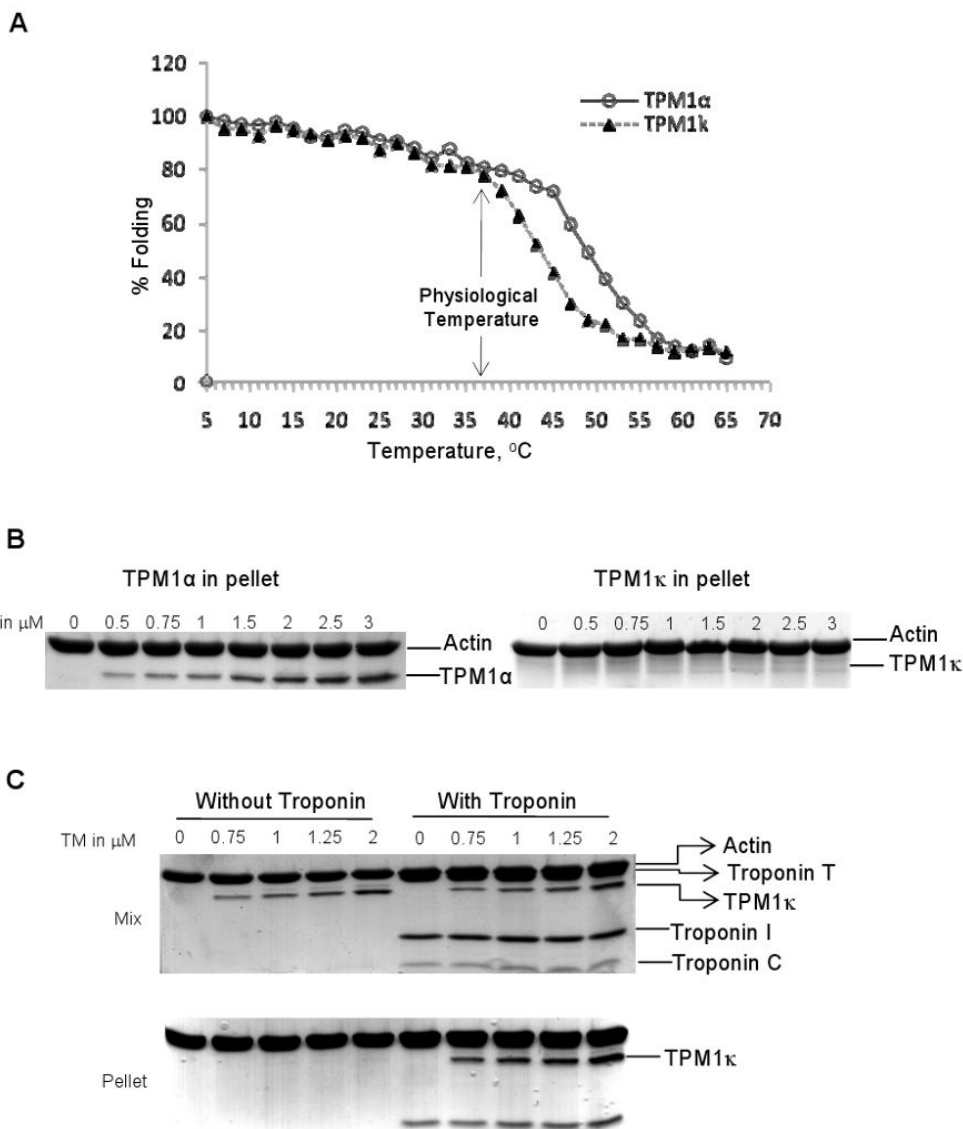 A
120
100
80
60
40
20
0
% Folding
TPM1α
TPM1k
Physiological
Temperature
5 10 15 20 25 30 35 40 45 50 55 60 65 70
Temperature, °C
B
TPM1α in pellet
TPM1κ in pellet
in μM 0 0.5 0.75 1 1.5 2 2.5 3
0 0.5 0.75 1 1.5 2 2.5 3
Actin
TPM1α
Actin
TPM1κ
C
Without Troponin With Troponin
TM in μM 0 0.75 1 1.25 2 0 0.75 1 1.25 2
Actin
Troponin T
TPM1κ
Mix
Troponin I
Troponin C
TPM1κ
Pellet